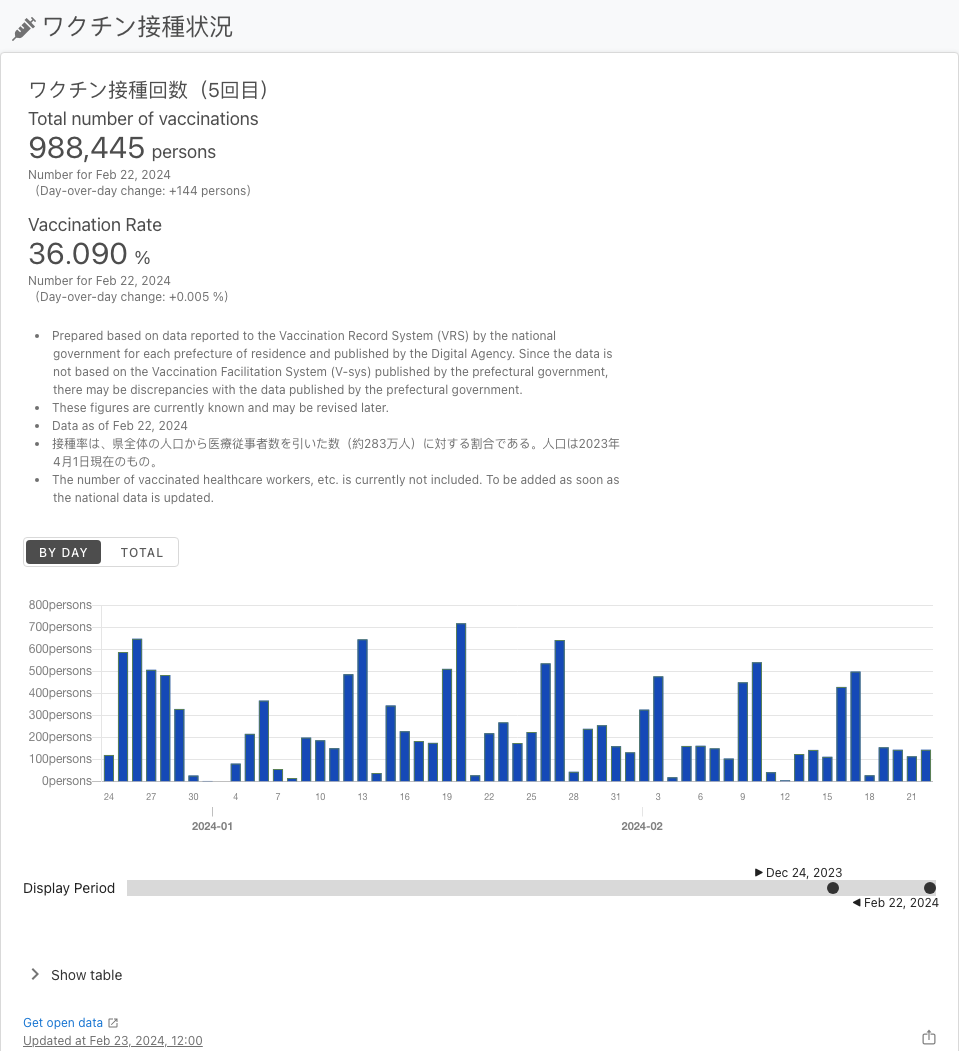 ワクチン接種状況
ワクチン接種回数（5回目）
Total number of vaccinations
988,445 persons
Number for Feb 22, 2024
（Day-over-day change: +144 persons）
Vaccination Rate
36.090 %
Number for Feb 22, 2024
（Day-over-day change: +0.005 %）
• Prepared based on data reported to the Vaccination Record System (VRS) by the national
government for each prefecture of residence and published by the Digital Agency. Since the data is
not based on the Vaccination Facilitation System (V-sys) published by the prefectural government,
there may be discrepancies with the data published by the prefectural government.
• These figures are currently known and may be revised later.
• Data as of Feb 22, 2024
• 接種率は、県全体の人口から医療従事者数を引いた数（約283万人）に対する割合である。人口は2023年
4月1日現在のもの。
• The number of vaccinated healthcare workers, etc. is currently not included. To be added as soon as
the national data is updated.
BY DAY TOTAL
800persons
700persons
600persons
500persons
400persons
300persons
200persons
100persons
0persons
24 27 30 4 7 10 13 16 19 22 25 28 31 3 6 9 12 15 18 21
2024-01 2024-02
Dec 24, 2023
Display Period
Feb 22, 2024
Show table
Get open data
Updated at Feb 23, 2024, 12:00